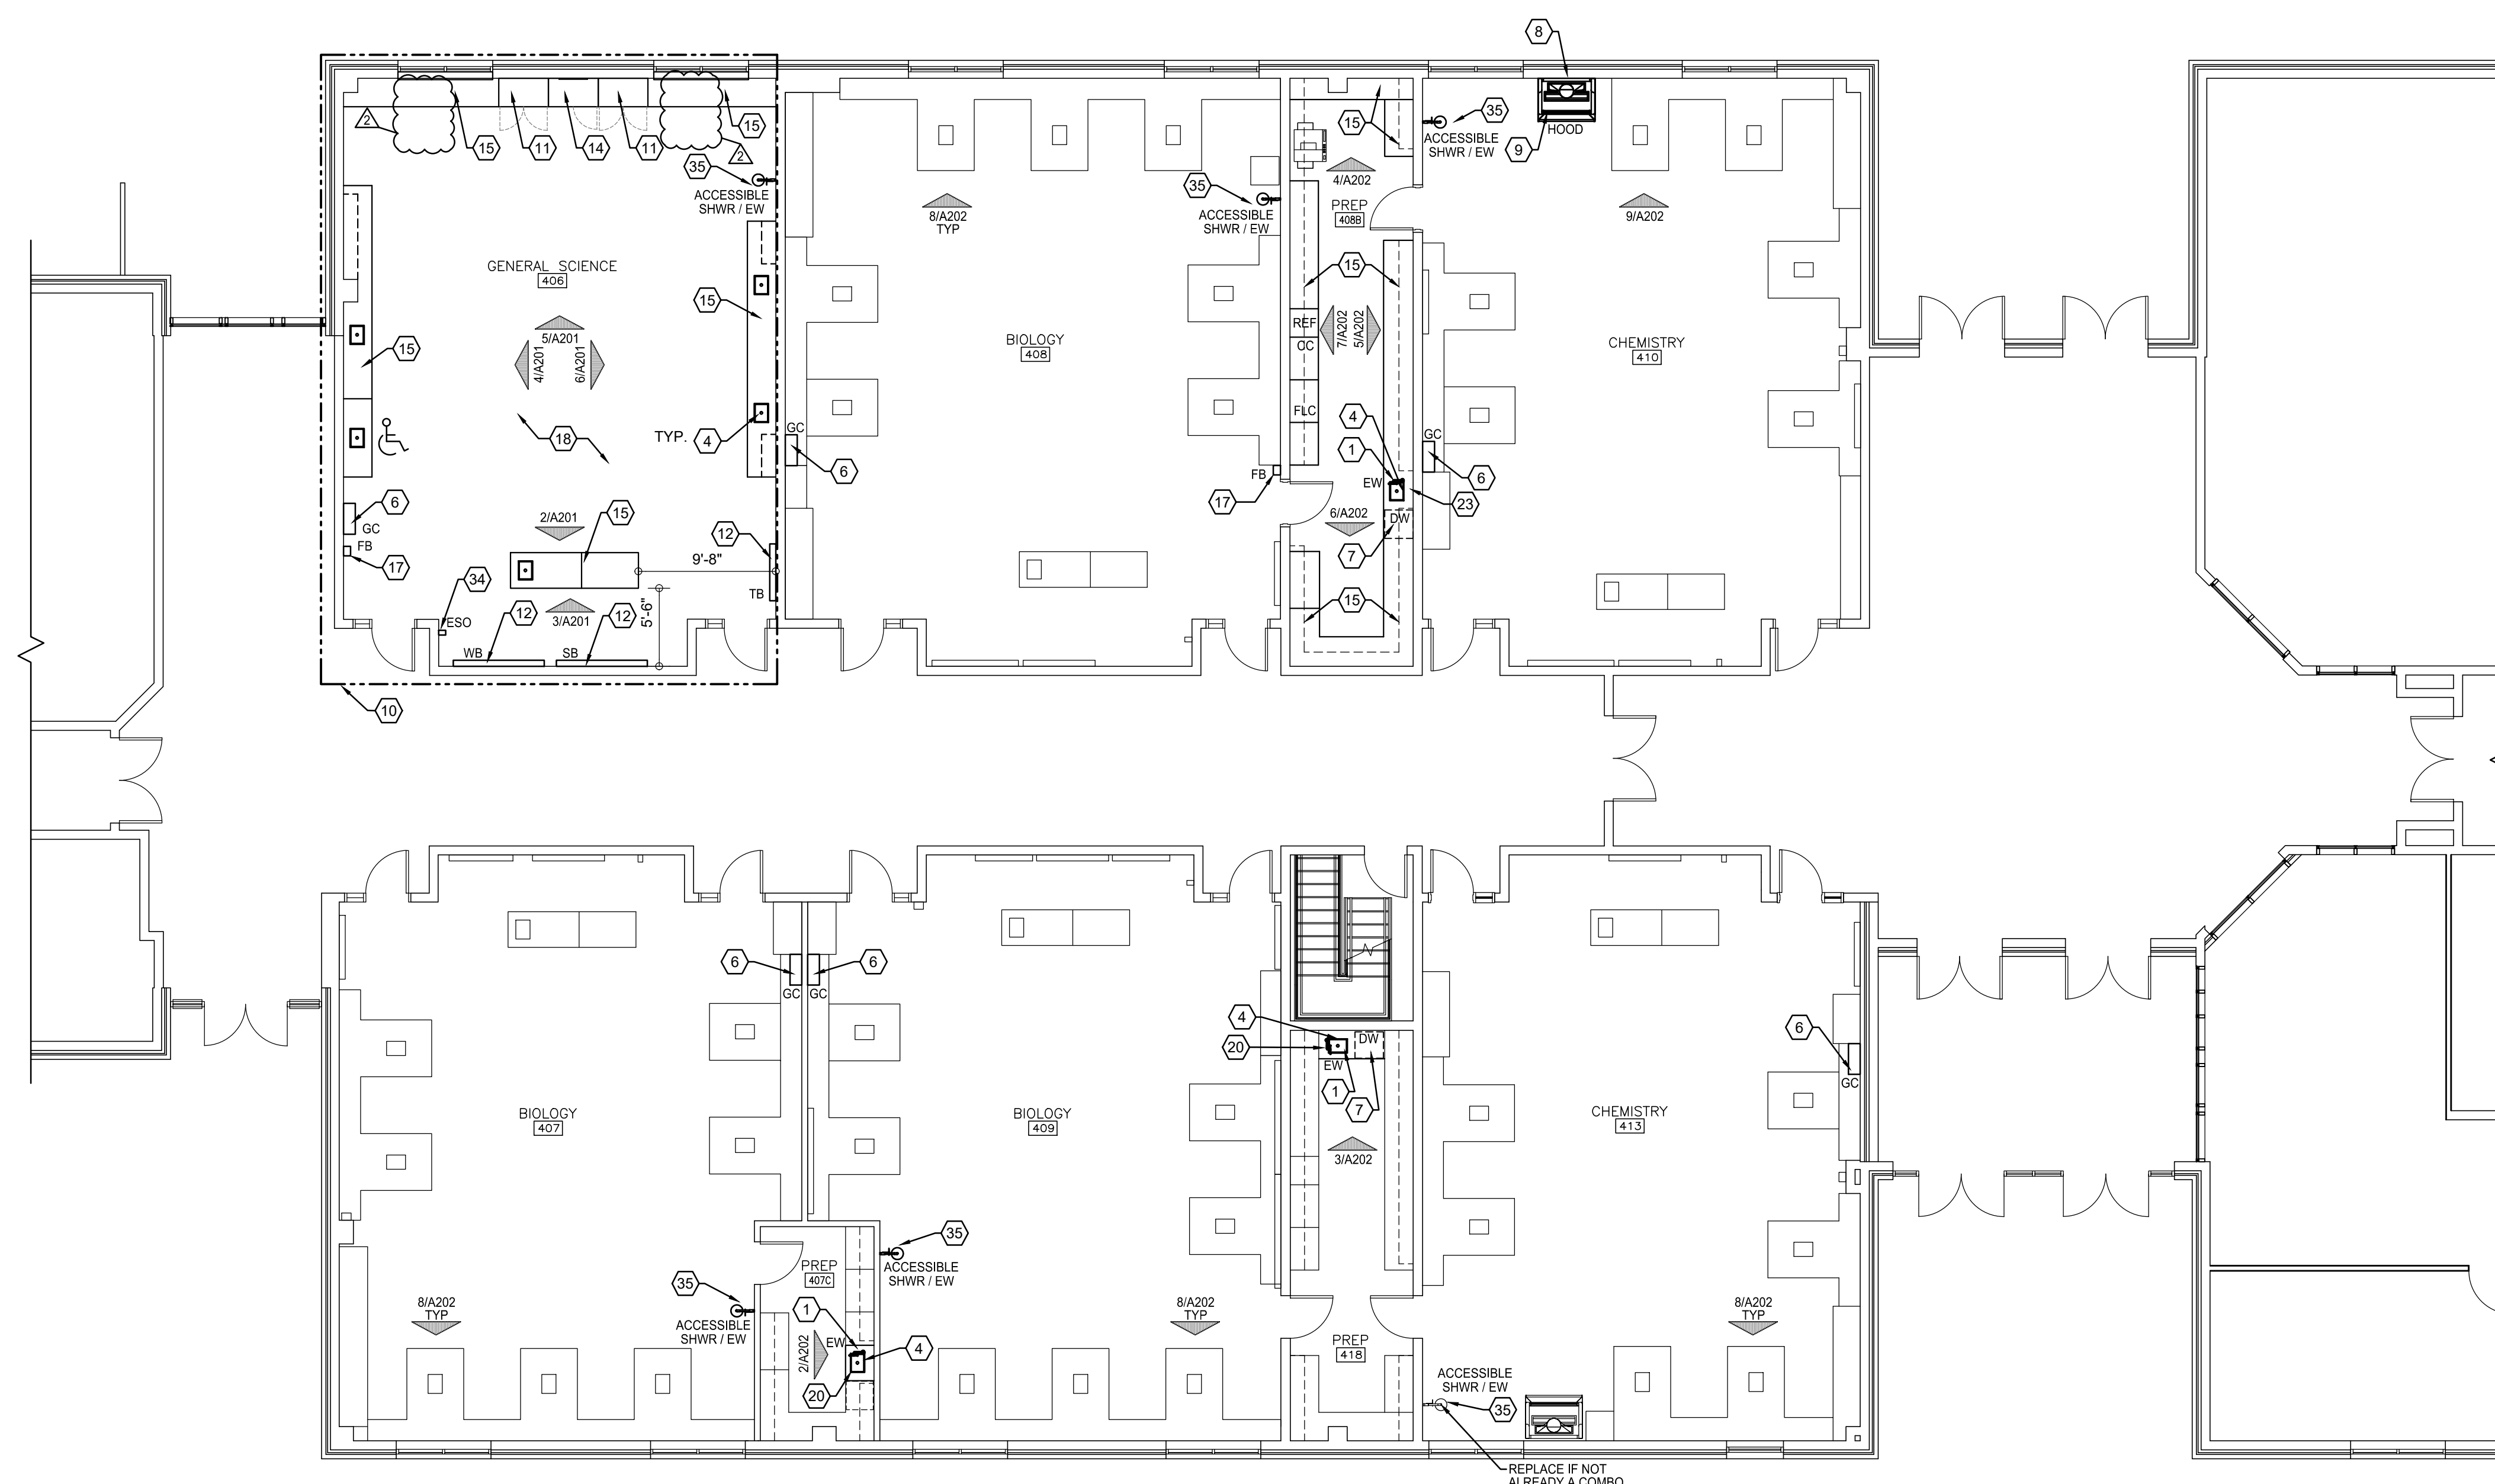 8
2
15
11
14
11
15
2
35
ACCESSIBLE
SHWR / EW
GENERAL SCIENCE
406
15
5/A201
4/A201
6/A201
15
18
TYP.
4
6
GC
FB
17
2/A201
15
12
9'-8"
TB
34
ESO
12
3/A201
12
5'-6"
WB
SB
10
8/A202
TYP
35
ACCESSIBLE
SHWR / EW
BIOLOGY
408
GC
6
FB
17
15
4/A202
PREP
408B
15
REF
CC
7/A202
5/A202
FLC
4
1
EW
23
6/A202
DW
7
15
35
ACCESSIBLE
SHWR / EW
9
HOOD
9/A202
CHEMISTRY
410
GC
6
6
GC
6
GC
BIOLOGY
407
BIOLOGY
409
4
20
DW
EW
1
7
3/A202
CHEMISTRY
413
6
GC
35
ACCESSIBLE
SHWR / EW
PREP
407C
35
ACCESSIBLE
SHWR / EW
8/A202
TYP
1
EW
4
2/A202
20
8/A202
TYP
PREP
418
8/A202
TYP
ACCESSIBLE
SHWR / EW
35
REPLACE IF NOT
ALREADY A COMBO